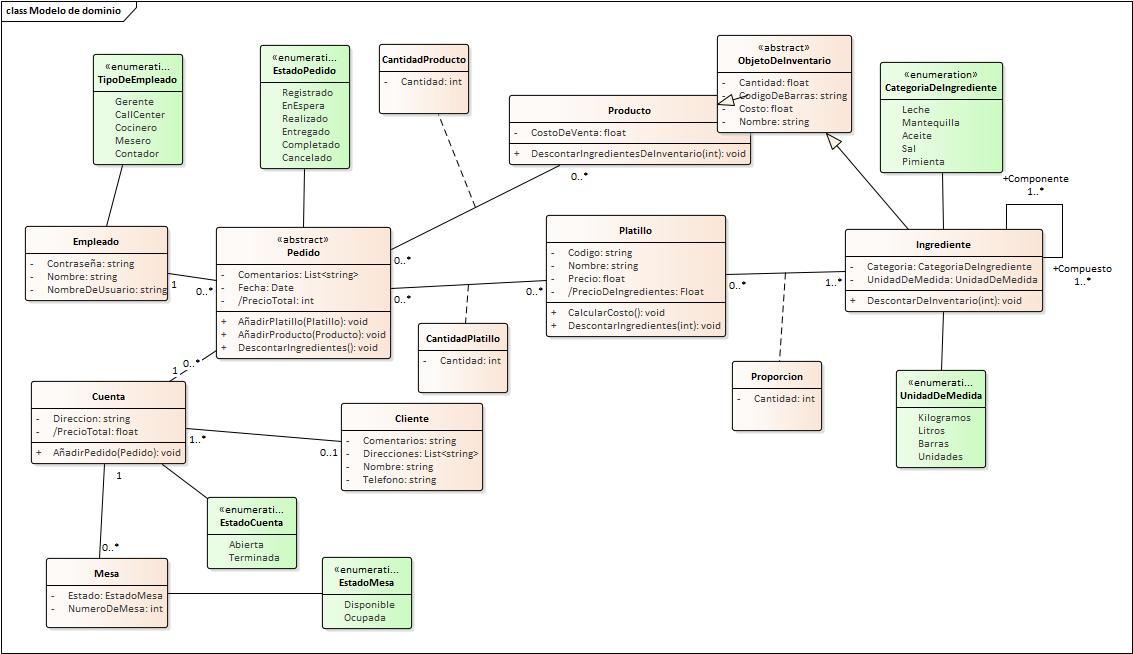 class Modelo de dominio
«enumerati...
TipoDeEmpleado
Gerente
CallCenter
Cocinero
Mesero
Contador
«enumerati...
EstadoPedido
Registrado
EnEspera
Realizado
Entregado
Completado
Cancelado
CantidadProducto
- Cantidad: int
Producto
- CostoDeVenta: float
+ DescontarIngredientesDeInventario(int): void
«abstract»
ObjetoDeInventario
- Cantidad: float
- CodigoDeBarras: string
- Costo: float
- Nombre: string
«enumeration»
CategoriaDeIngrediente
Leche
Mantequilla
Aceite
Sal
Pimienta
+Componente
1..*
+Compuesto
1..*
Empleado
- Contraseña: string
- Nombre: string
- NombreDeUsuario: string
1
0..*
«abstract»
Pedido
- Comentarios: List<string>
- Fecha: Date
- /PrecioTotal: int
+ AñadirPlatillo(Platillo): void
+ AñadirProducto(Producto): void
+ DescontarIngredientes(): void
0..*
0..*
0..*
0..*
Platillo
- Codigo: string
- Nombre: string
- Precio: float
- /PrecioDeIngredientes: Float
+ CalcularCosto(): void
+ DescontarIngredientes(int): void
0..*
1..*
Ingrediente
- Categoria: CategoriaDeIngrediente
- UnidadDeMedida: UnidadDeMedida
+ DescontarDeInventario(int): void
CantidadPlatillo
- Cantidad: int
Proporcion
- Cantidad: int
«enumerati...
UnidadDeMedida
Kilogramos
Litros
Barras
Unidades
0..*
1
Cuenta
- Direccion: string
- /PrecioTotal: float
+ AñadirPedido(Pedido): void
1..*
0..1
Cliente
- Comentarios: string
- Direcciones: List<string>
- Nombre: string
- Telefono: string
1
0..*
«enumerati...
EstadoCuenta
Abierta
Terminada
Mesa
- Estado: EstadoMesa
- NumeroDeMesa: int
«enumerati...
EstadoMesa
Disponible
Ocupada